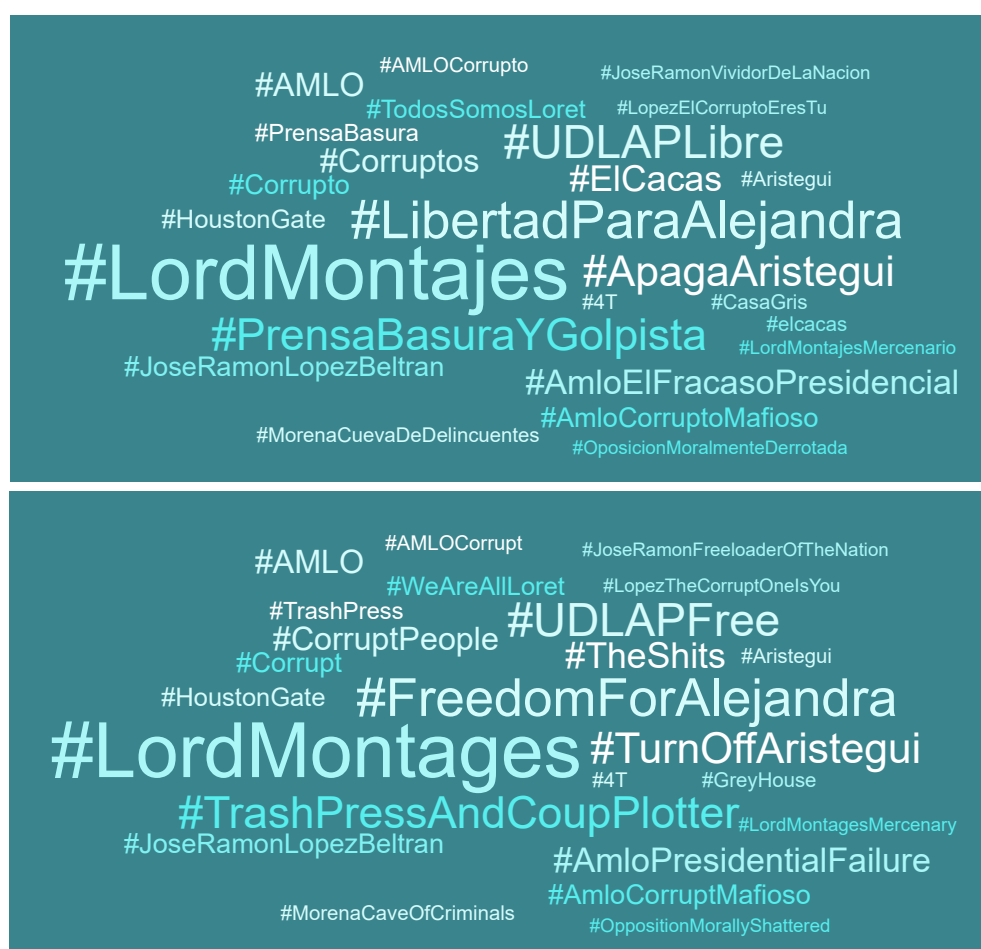 #AMLOCorrupto
#JoseRamonVividorDeLaNacion
#AMLO
#TodosSomosLoret
#LopezElCorruptoEresTu
#PrensaBasura
#UDLAPLibre
#Corruptos
#ElCacas
#Aristegui
#Corrupto
#HoustonGate
#LibertadParaAlejandra
#LordMontajes
#ApagaAristegui
#4T
#CasaGris
#PrensaBasuraYGolpista
#elcacas
#LordMontajesMercenario
#JoseRamonLopezBeltran
#AmloElFracasoPresidencial
#AmloCorruptoMafioso
#MorenaCuevaDeDelincuentes
#OposicionMoralmenteDerrotada
#AMLOCorrupt
#JoseRamonFreeloaderOfTheNation
#AMLO
#WeAreAllLoret
#LopezTheCorruptOneIsYou
#TrashPress
#UDLAPFree
#CorruptPeople
#TheShits
#Aristegui
#Corrupt
#HoustonGate
#FreedomForAlejandra
#LordMontages
#TurnOffAristegui
#4T
#GreyHouse
#TrashPressAndCoupPlotter
#LordMontagesMercenary
#JoseRamonLopezBeltran
#AmloPresidentialFailure
#AmloCorruptMafioso
#MorenaCaveOfCriminals
#OppositionMorallyShattered